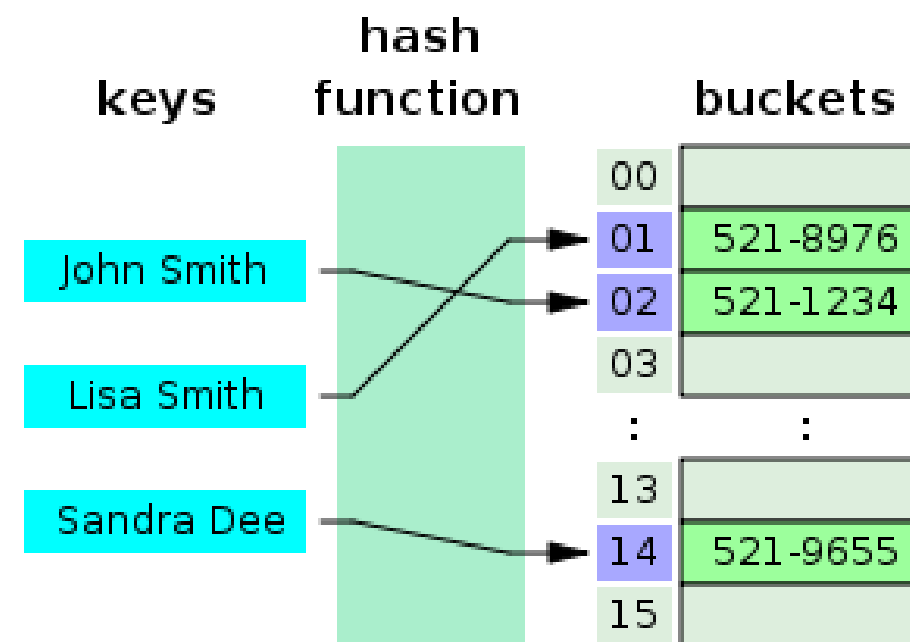 hash
keys function buckets
00
01 521-8976
John Smith
02 521-1234
03
Lisa Smith
: :
13
Sandra Dee
14 521-9655
15